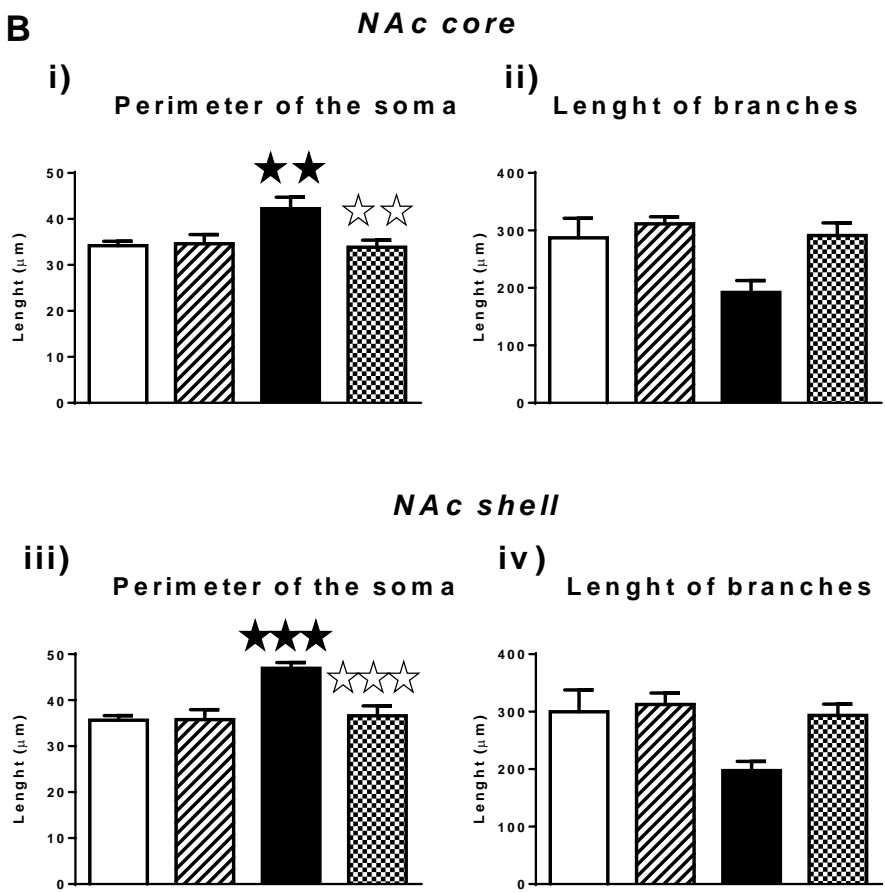 B
NAc core
i)
Perimeter of the soma
Lenght (μm)
50
40
30
20
10
0
★★
☆☆
ii)
Lenght of branches
Lenght (μm)
400
300
200
100
0
NAc shell
iii)
Perimeter of the soma
Lenght (μm)
50
40
30
20
10
0
★★★
☆☆☆
iv)
Lenght of branches
Lenght (μm)
400
300
200
100
0